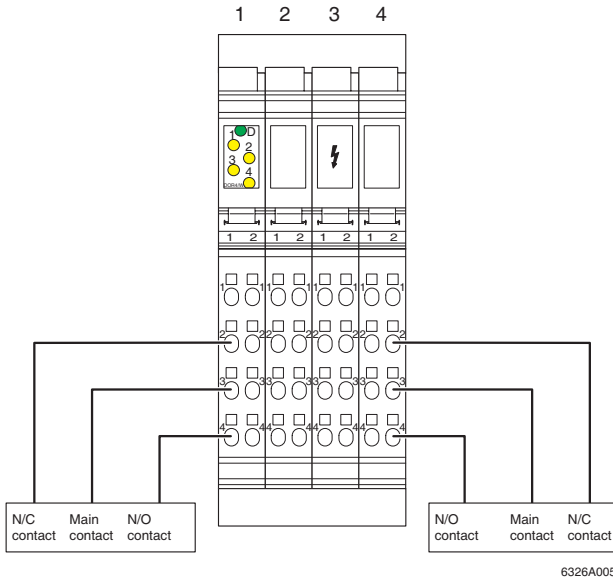 1 2 3 4
D
1
2
3
4
DOR4/W
1 2 1 2 1 2 1 2
1 1 1 1 1 1 1 1
2 2 2 2 2 2 2 2
3 3 3 3 3 3 3 3
4 4 4 4 4 4 4 4
N/C contact
Main contact
N/O contact
N/O contact
Main contact
N/C contact
6326A005